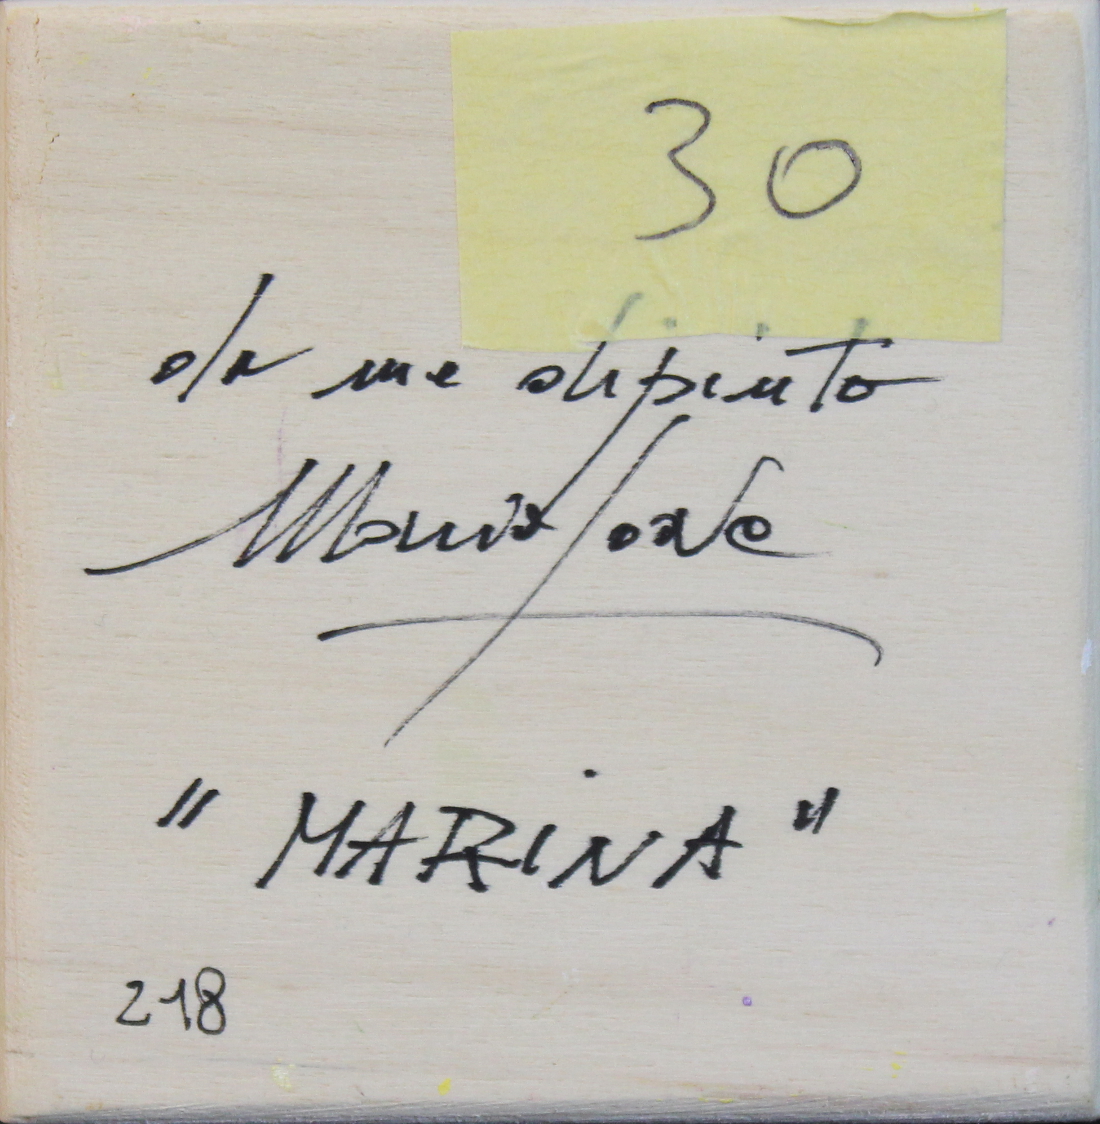 30
da me dipinto
"MARINA"
218